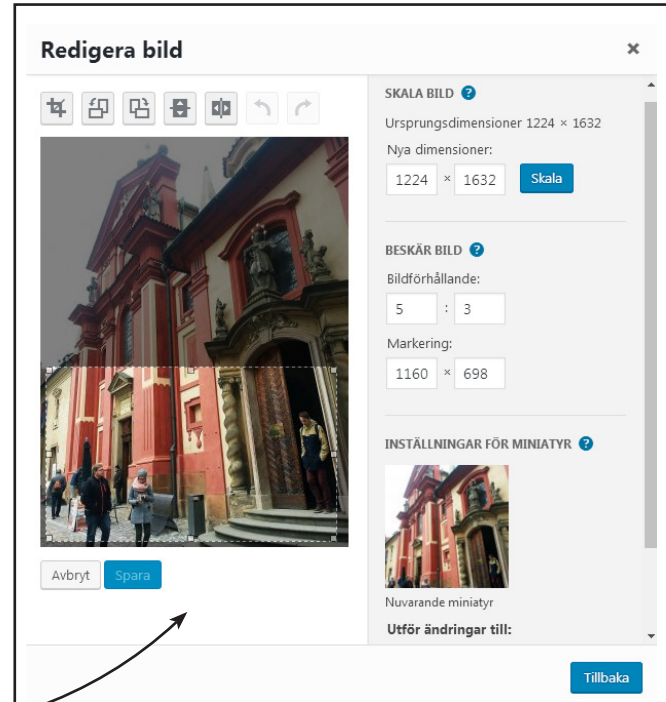 Redigera bild ×
SKALA BILD ?
Ursprungsdimensioner 1224 × 1632
Nya dimensioner:
1224 × 1632 Skala
BESKÄR BILD ?
Bildförhållande:
5 : 3
Markering:
1160 × 698
INSTÄLLNINGAR FÖR MINIATYR ?
Nuvarande miniatyr
Utför ändringar till:
Avbryt Spara
Tillbaka